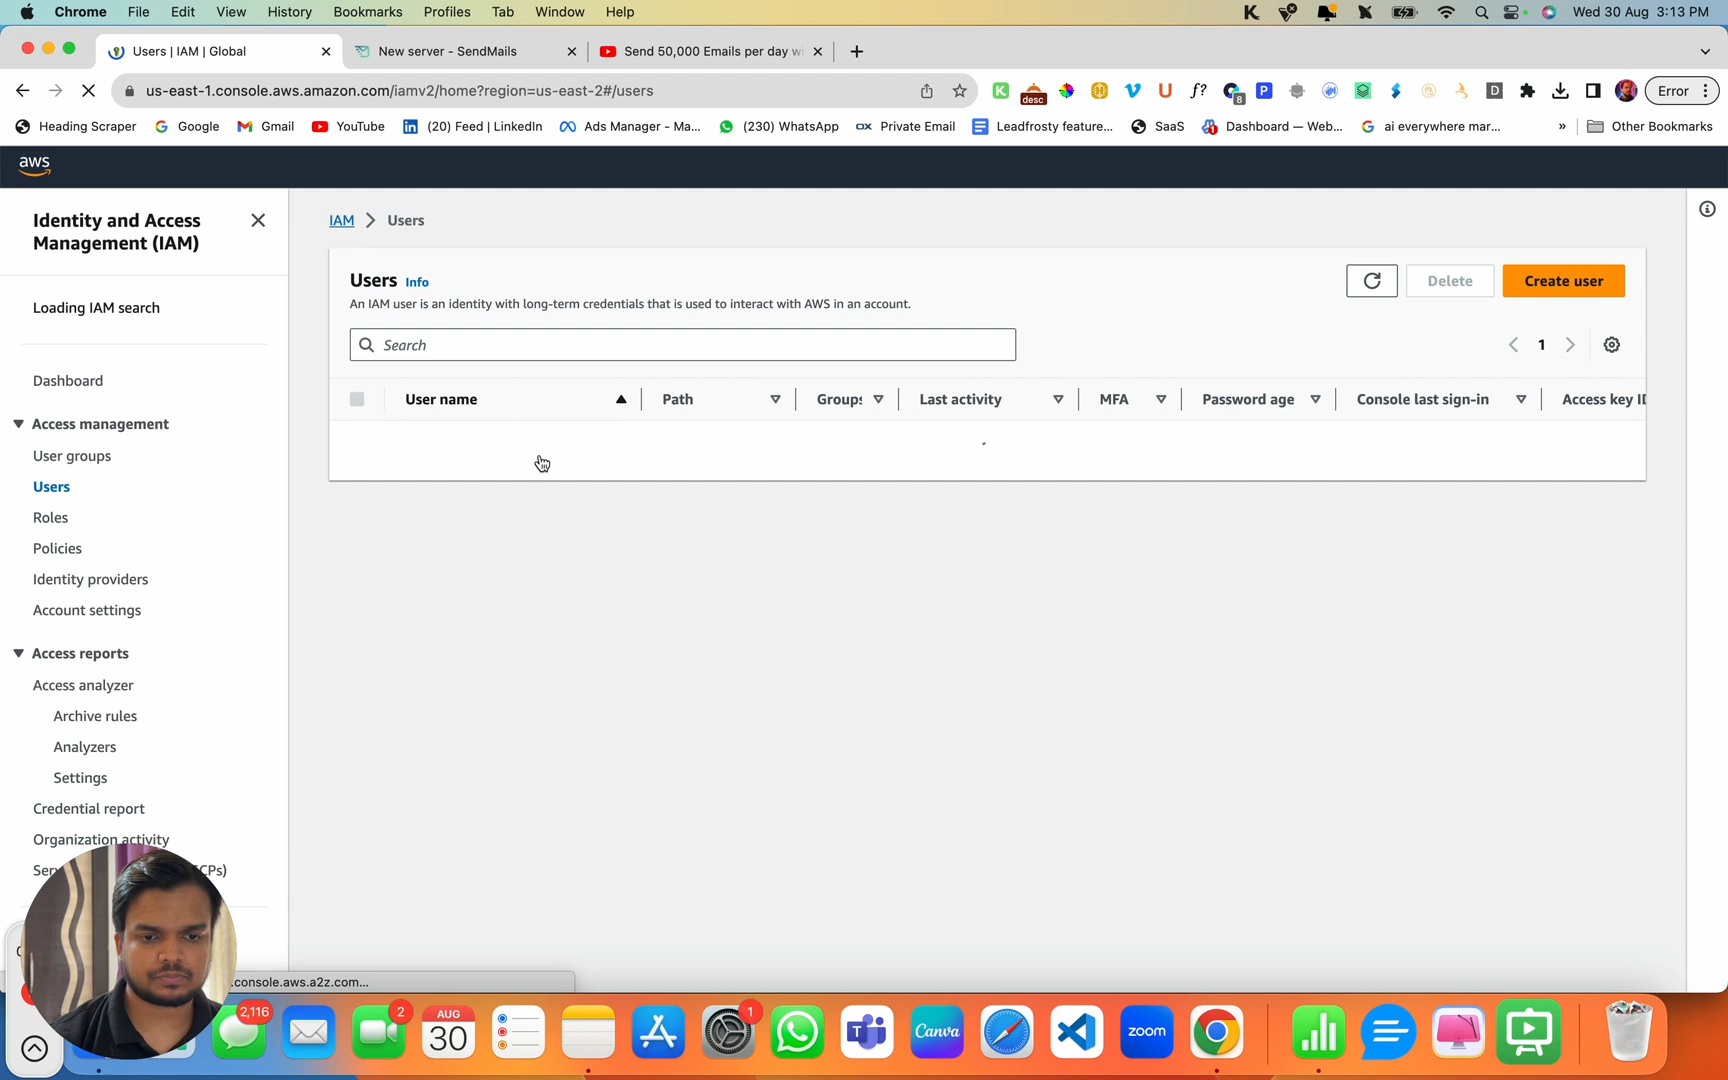 Chrome File Edit View History Bookmarks Profiles Tab Window Help Wed 30 Aug 3:13 PM
Users | IAM | Global New server - SendMails Send 50,000 Emails per day wi
us-east-1.console.aws.amazon.com/iamv2/home?region=us-east-2#/users desc U f? 8 P D Error
Heading Scraper Google Gmail YouTube (20) Feed | LinkedIn Ads Manager - Ma... (230) WhatsApp Private Email Leadfrosty feature... SaaS Dashboard — Web... ai everywhere mar... » Other Bookmarks
aws
Identity and Access
Management (IAM)
Loading IAM search
Dashboard
Access management
User groups
Users
Roles
Policies
Identity providers
Account settings
Access reports
Access analyzer
Archive rules
Analyzers
Settings
Credential report
Organization activity
CPs)
IAM > Users
Users Info
An IAM user is an identity with long-term credentials that is used to interact with AWS in an account.
Delete
Create user
Search
1
User name Path Groups Last activity MFA Password age Console last sign-in Access key ID
.console.aws.a2z.com...
2,116
2
AUG
30
1
Canva
zoom